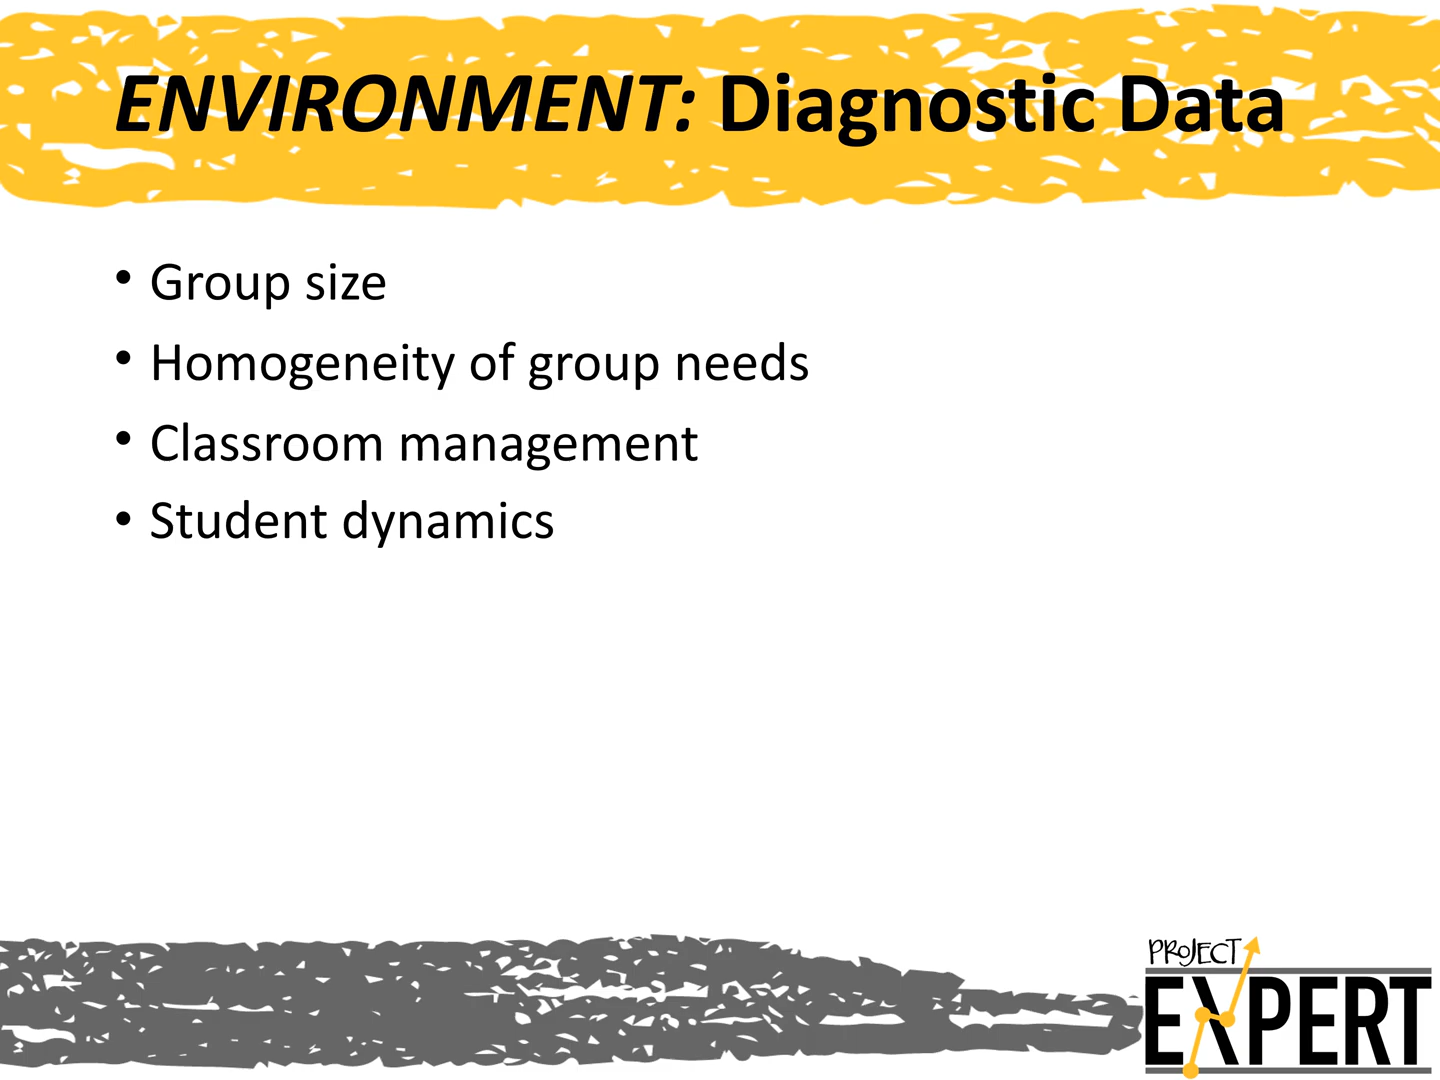 ENVIRONMENT: Diagnostic Data
• Group size
• Homogeneity of group needs
• Classroom management
• Student dynamics
PROJECT
EXPERT